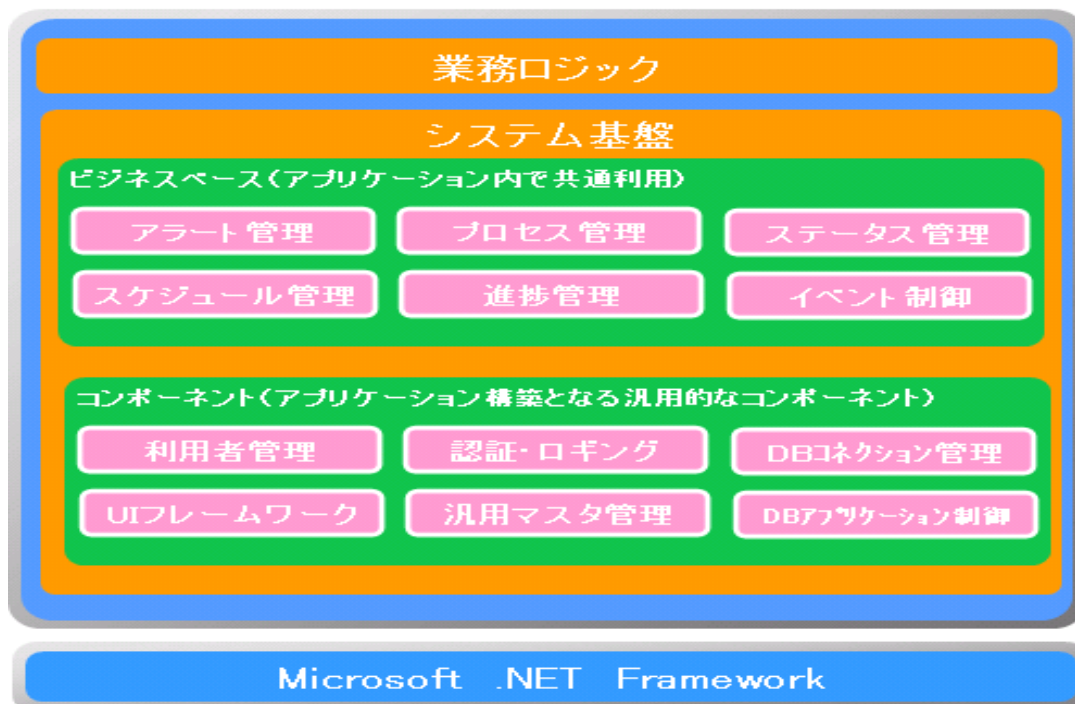 業務ロジック
システム基盤
ビジネスベース(アプリケーション内で共通利用)
アラート管理 プロセス管理 ステータス管理
スケジュール管理 進捗管理 イベント制御
コンポーネント(アプリケーション構築となる汎用的なコンポーネント)
利用者管理 認証・ロギング DBコネクション管理
UIフレームワーク 汎用マスタ管理 DBアプリケーション制御
Microsoft .NET Framework